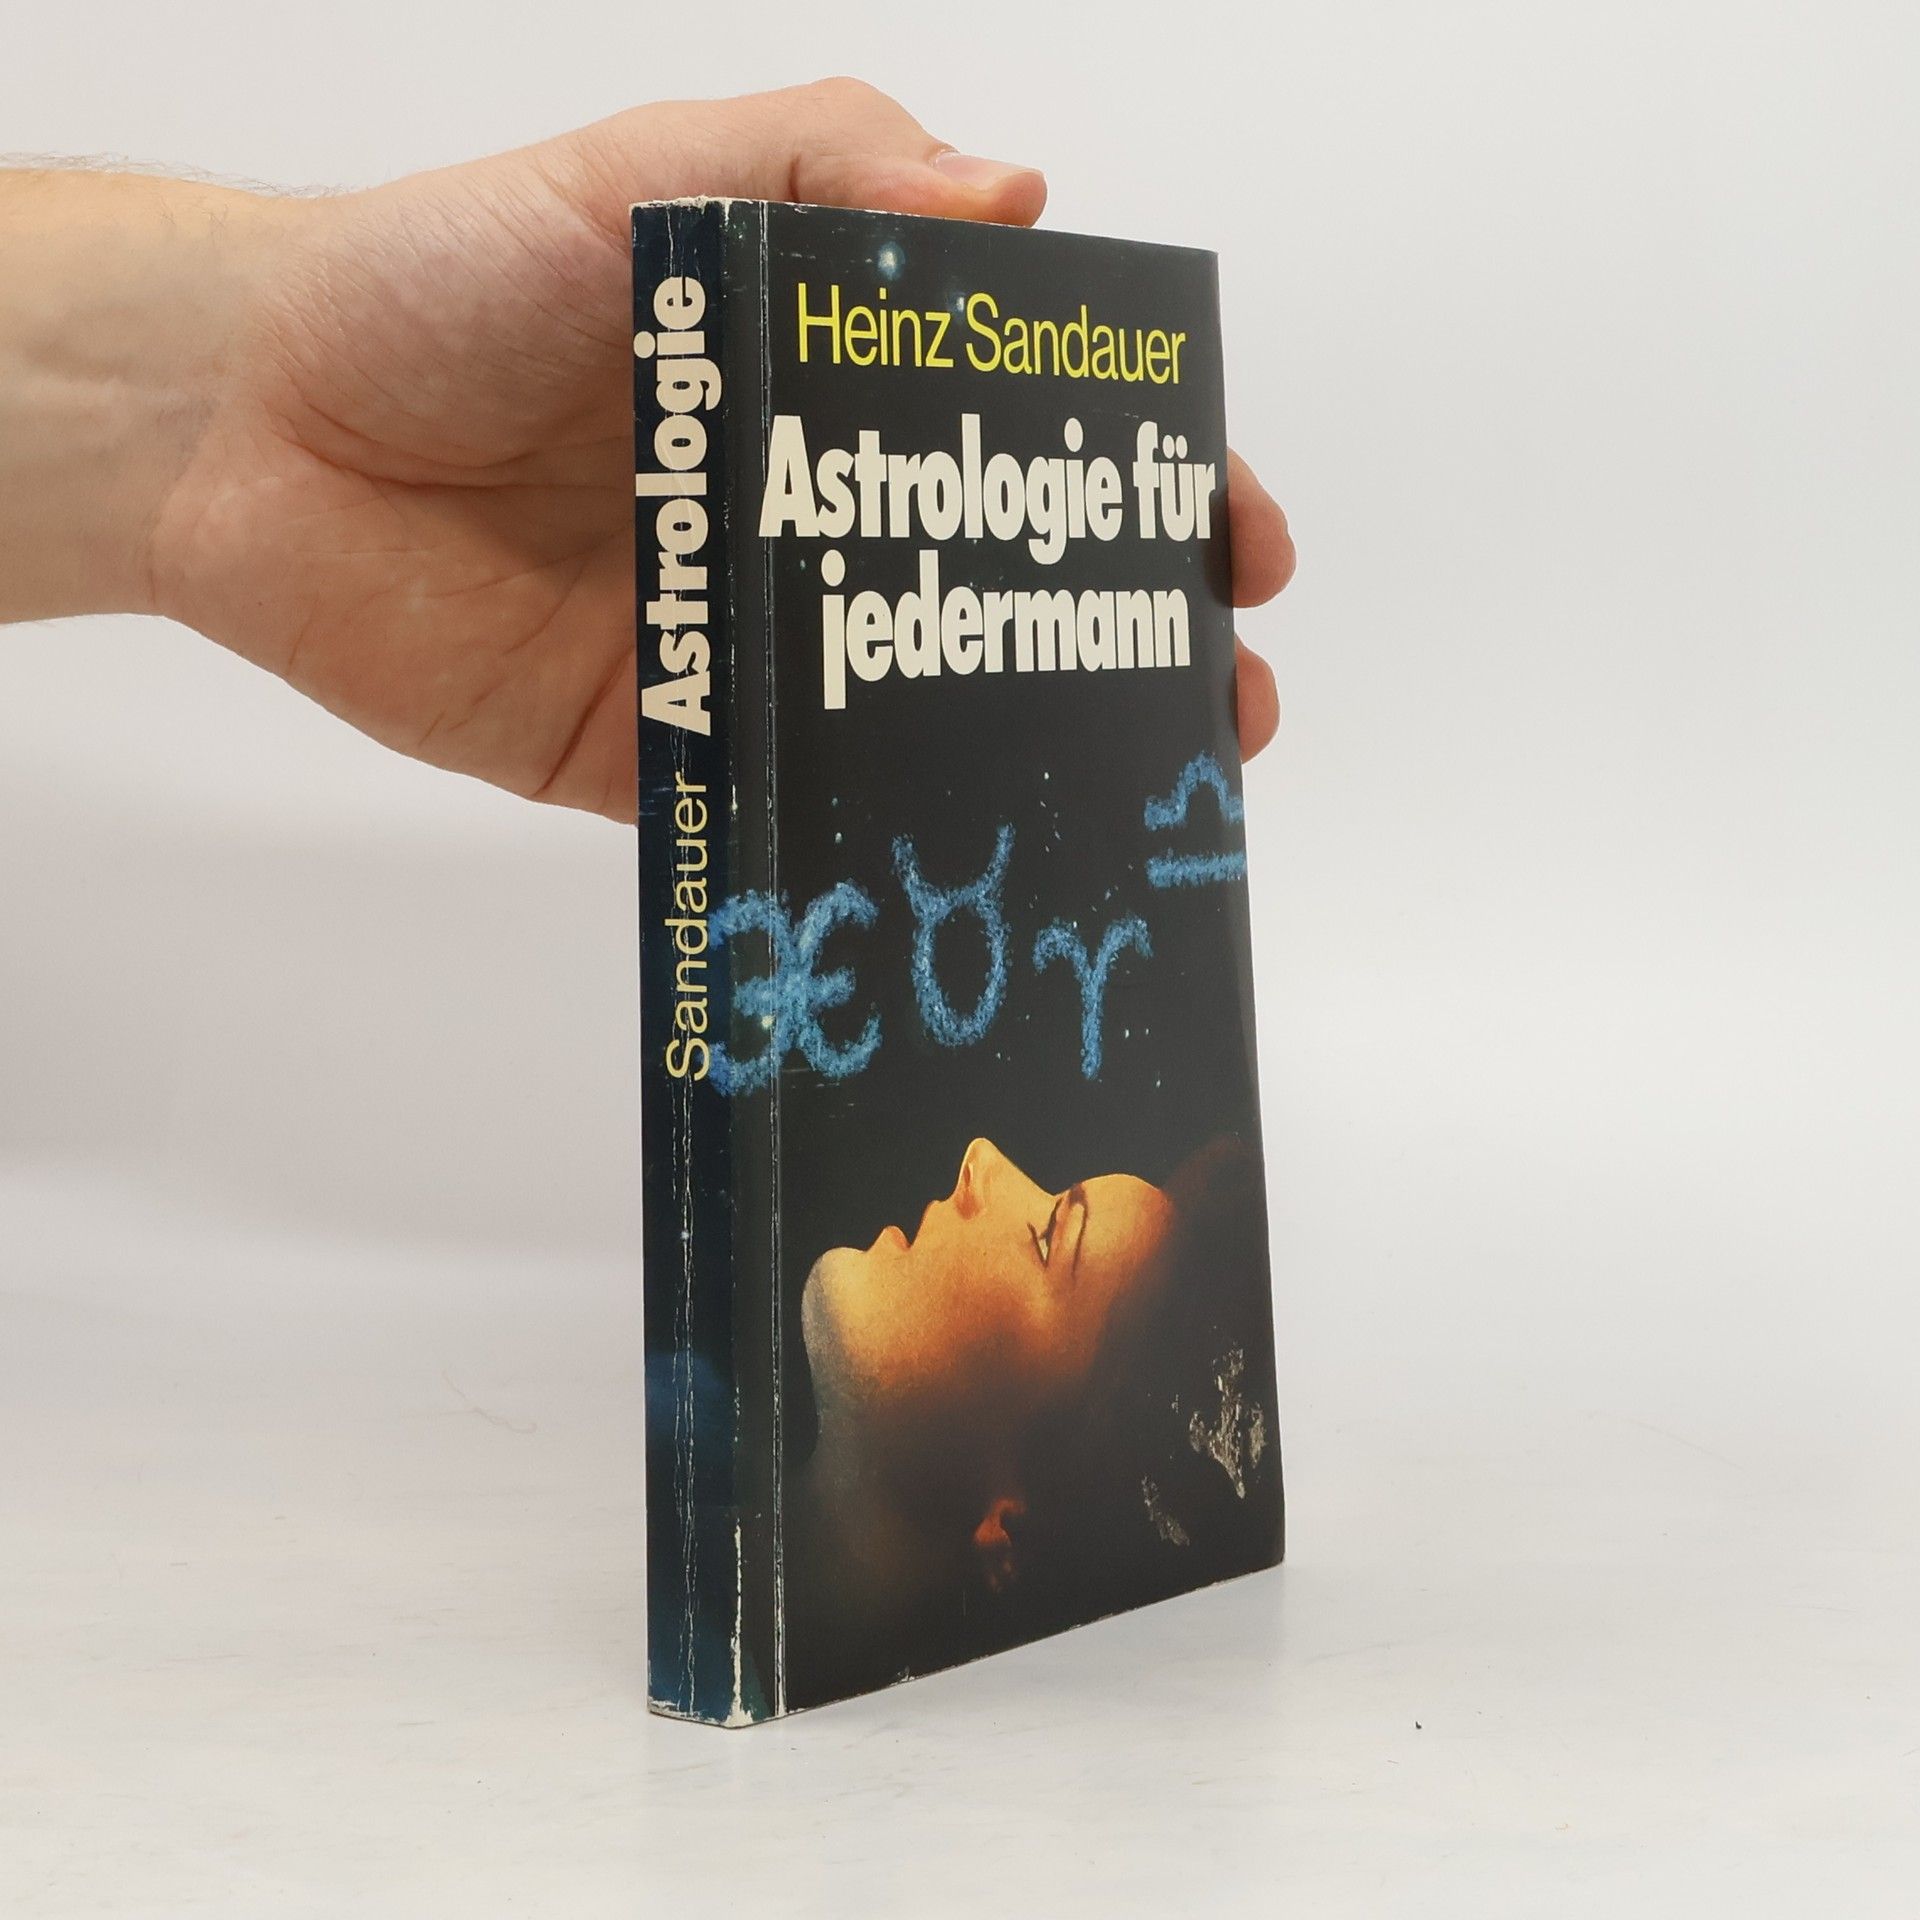 Heinz Sandauer
Astrologie für
jedermann
Sandauer Astrologie